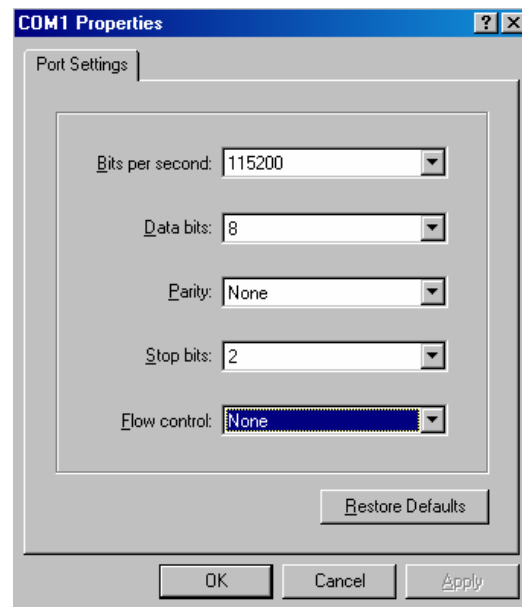 COM1 Properties
Port Settings
Bits per second: 115200
Data bits: 8
Parity: None
Stop bits: 2
Flow control: None
Restore Defaults
OK Cancel Apply